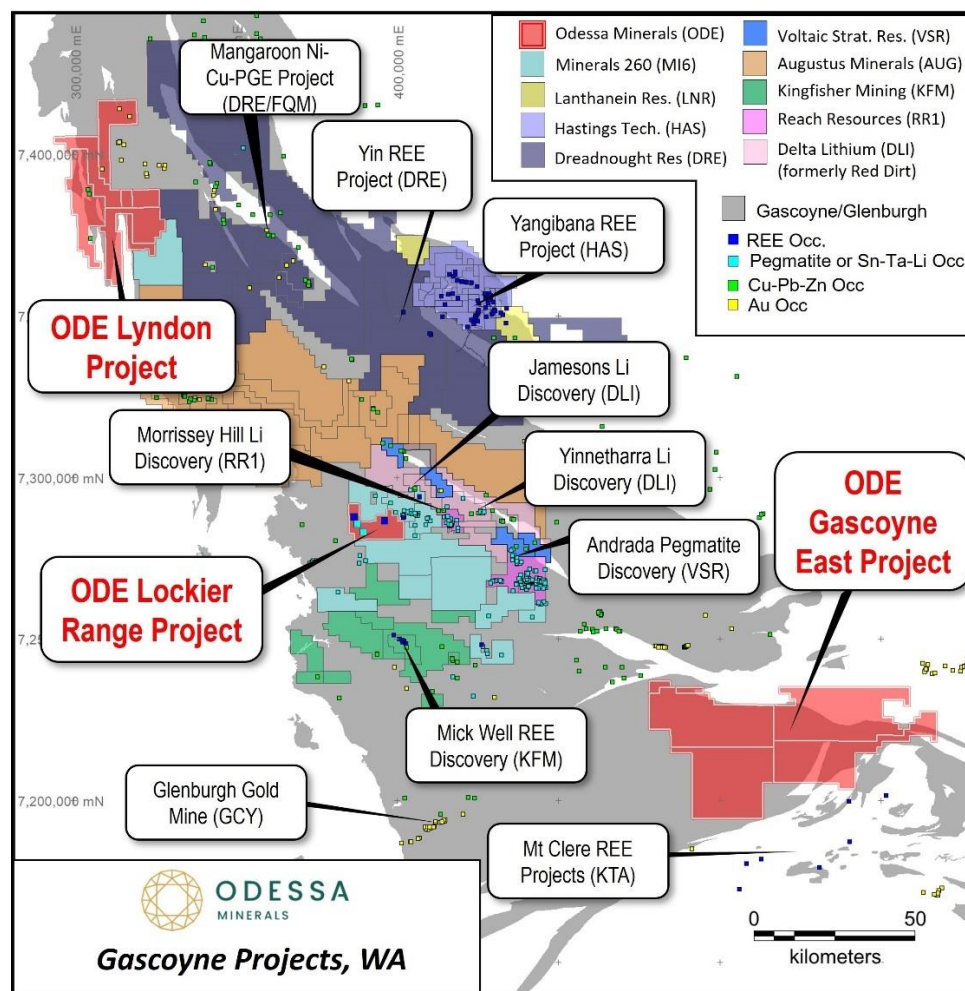 300,000 mE
400,000 mE
7,400,000 mN
7,300,000 mN
7,25
7,200,000 mN
Mangaroon Ni-
Cu-PGE Project
(DRE/FQM)
Yin REE
Project (DRE)
Yangibana REE
Project (HAS)
ODE Lyndon
Project
Jamesons Li
Discovery (DLI)
Morrissey Hill Li
Discovery (RR1)
Yinnetharra Li
Discovery (DLI)
ODE
Gascoyne
East Project
Andrada Pegmatite
Discovery (VSR)
ODE Lockier
Range Project
Mick Well REE
Discovery (KFM)
Glenburgh Gold
Mine (GCY)
Mt Clere REE
Projects (KTA)
Odessa Minerals (ODE)
Minerals 260 (MI6)
Lanthanein Res. (LNR)
Hastings Tech. (HAS)
Dreadnought Res (DRE)
Voltaic Strat. Res. (VSR)
Augustus Minerals (AUG)
Kingfisher Mining (KFM)
Reach Resources (RR1)
Delta Lithium (DLI)
(formerly Red Dirt)
Gascoyne/Glenburgh
REE Occ.
Pegmatite or Sn-Ta-Li Occ
Cu-Pb-Zn Occ
Au Occ
0 50
kilometers
ODESSA
MINERALS
Gascoyne Projects, WA